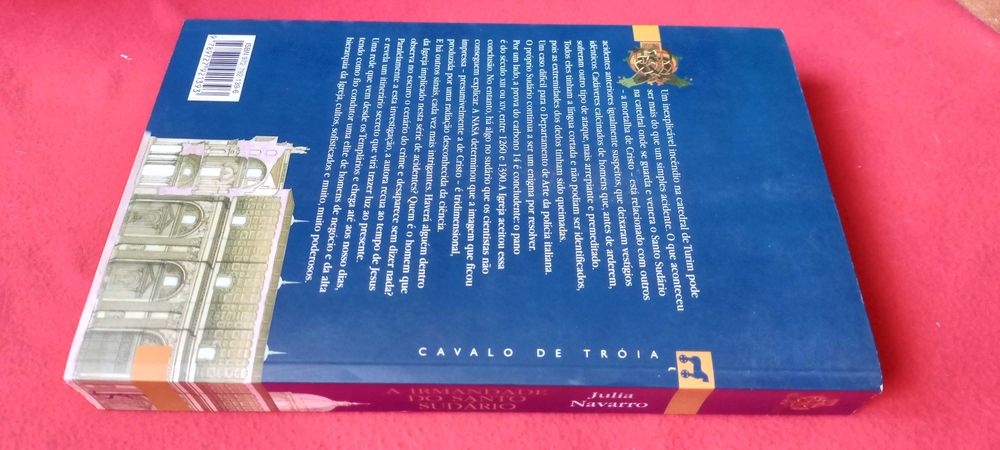 Um inexplicável incêndio na catedral de Turim pode
ser mais do que um simples acidente. O que aconteceu
na catedral onde se guarda e venera o Santo Sudário
- a mortalha de Cristo - está relacionado com outros
acidentes anteriores igualmente suspeitos, que deixaram vestígios
idênticos: Cadáveres calcinados de homens que, antes de arderem,
sofreram outro tipo de ataque, mais arrepiante e premeditado.
Todos eles tinham a língua cortada e não podiam ser identificados,
pois as extremidades dos dedos tinham sido queimadas.
Um caso difícil para o Departamento de Arte da polícia italiana.
O próprio Sudário continua a ser um enigma por resolver.
Por um lado, a prova do carbono 14 é concludente: o pano
é do século XIII ou XIV, entre 1260 e 1390. A Igreja aceitou essa
conclusão. No entanto, há algo no sudário que os cientistas não
conseguem explicar. A NASA determinou que a imagem que ficou
impressa - presumivelmente a de Cristo - é tridimensional,
produzida por uma radiação desconhecida da ciência.
E há outros sinais, cada vez mais intrigantes. Haverá alguém dentro
da Igreja implicado nesta série de acidentes? Quem é o homem que
observa no escuro o cenário do crime e desaparece sem dizer nada?
Paralelamente a esta investigação, a autora recua ao tempo de Jesus
e revela um itinerário secreto que virá trazer luz ao presente.
Uma rede que vem desde os Templários e chega até aos nosso dias,
tendo como fio condutor uma elite de homens de negócio e da alta
hierarquia da Igreja, cultos, sofisticados e muito, muito poderosos
CAVALO DE TRÓIA
Julia
Navarro
A IRMANDADE
DO SANTO
SUDÁRIO